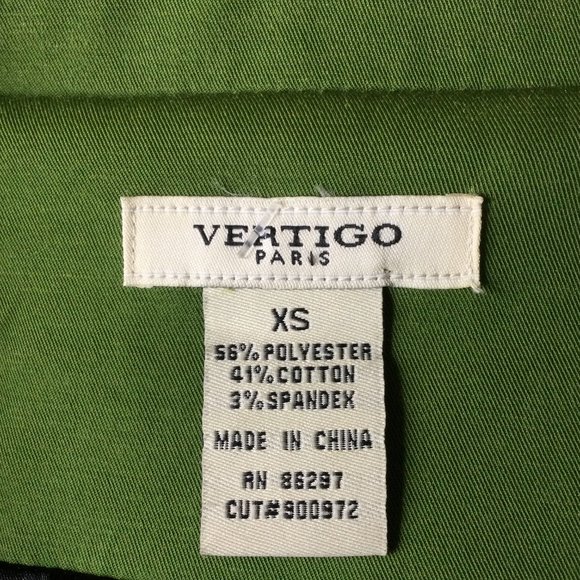 VERTIGO
PARIS
XS
56% POLYESTER
41% COTTON
3% SPANDEX
MADE IN CHINA
RN 86297
CUT# 900972